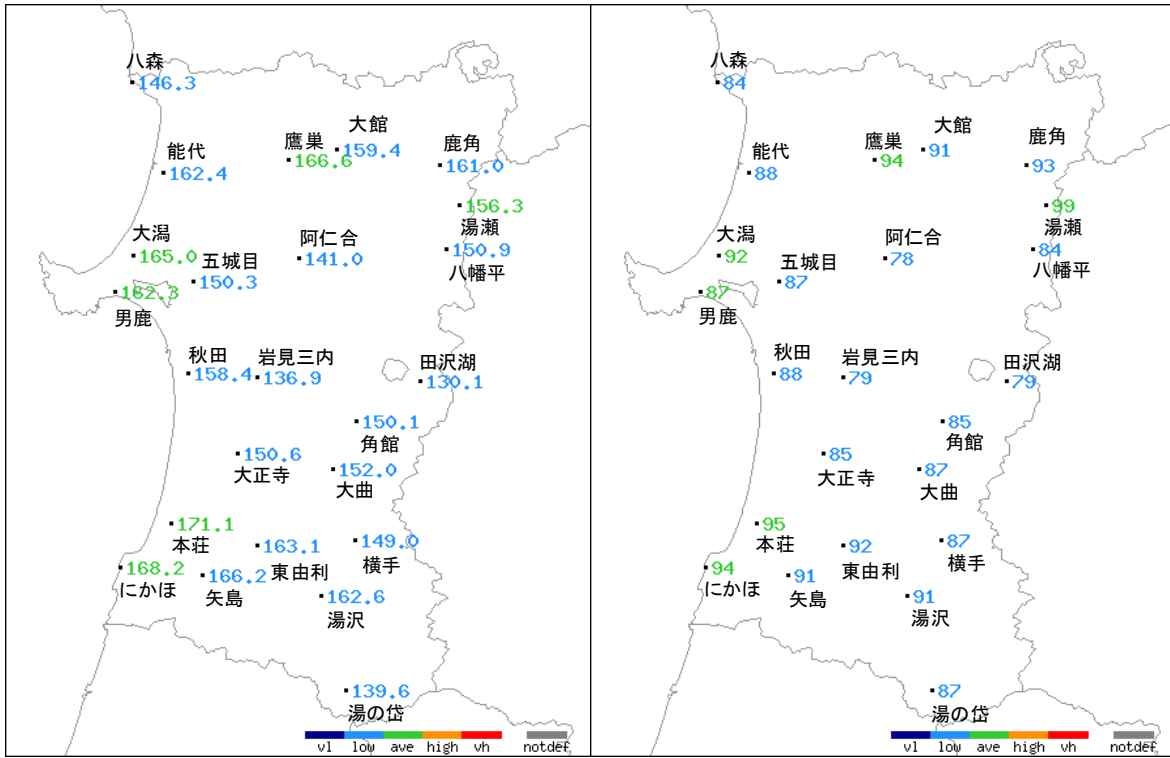 八森
146.3
大館
159.4
鷹巣
166.6
鹿角
161.0
能代
162.4
156.3
湯瀬
大潟
165.0
阿仁合
141.0
150.9
八幡平
五城目
150.3
162.3
男鹿
秋田
158.4
岩見三内
136.9
田沢湖
130.1
150.1
角館
150.6
大正寺
152.0
大曲
171.1
本荘
163.1
東由利
149.0
横手
168.2
にかほ
166.2
矢島
162.6
湯沢
139.6
湯の岱
vl low ave high vh notdef
八森
84
大館
91
鷹巣
94
鹿角
93
能代
88
99
湯瀬
大潟
92
阿仁合
78
84
八幡平
五城目
87
87
男鹿
秋田
88
岩見三内
79
田沢湖
79
85
角館
85
大正寺
87
大曲
95
本荘
92
東由利
87
横手
94
にかほ
91
矢島
91
湯沢
87
湯の岱
vl low ave high vh notdef